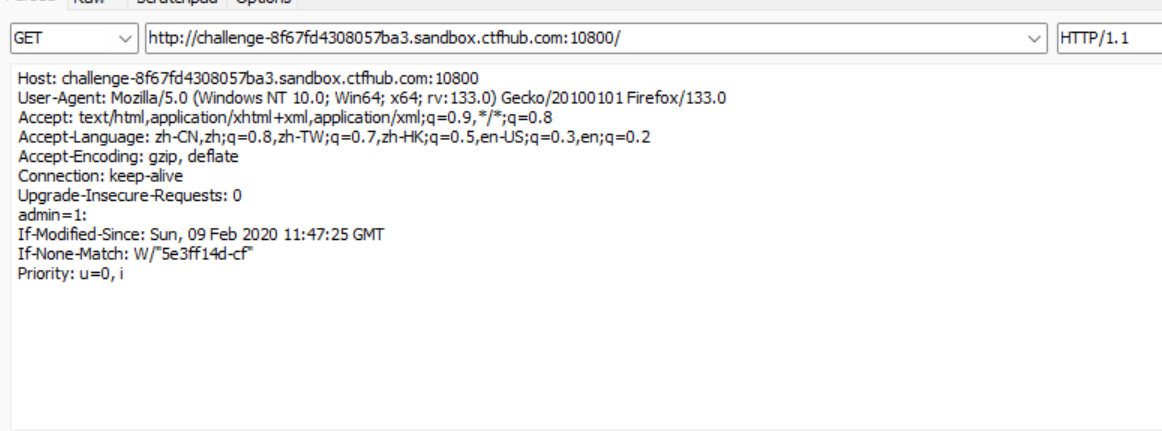 Raw Scratchpad Options
GET http://challenge-8f67fd4308057ba3.sandbox.ctfhub.com:10800/ HTTP/1.1
Host: challenge-8f67fd4308057ba3.sandbox.ctfhub.com:10800
User-Agent: Mozilla/5.0 (Windows NT 10.0; Win64; x64; rv:133.0) Gecko/20100101 Firefox/133.0
Accept: text/html,application/xhtml+xml,application/xml;q=0.9,*/*;q=0.8
Accept-Language: zh-CN,zh;q=0.8,zh-TW;q=0.7,zh-HK;q=0.5,en-US;q=0.3,en;q=0.2
Accept-Encoding: gzip, deflate
Connection: keep-alive
Upgrade-Insecure-Requests: 0
admin=1:
If-Modified-Since: Sun, 09 Feb 2020 11:47:25 GMT
If-None-Match: W/"5e3ff14d-cf"
Priority: u=0, i